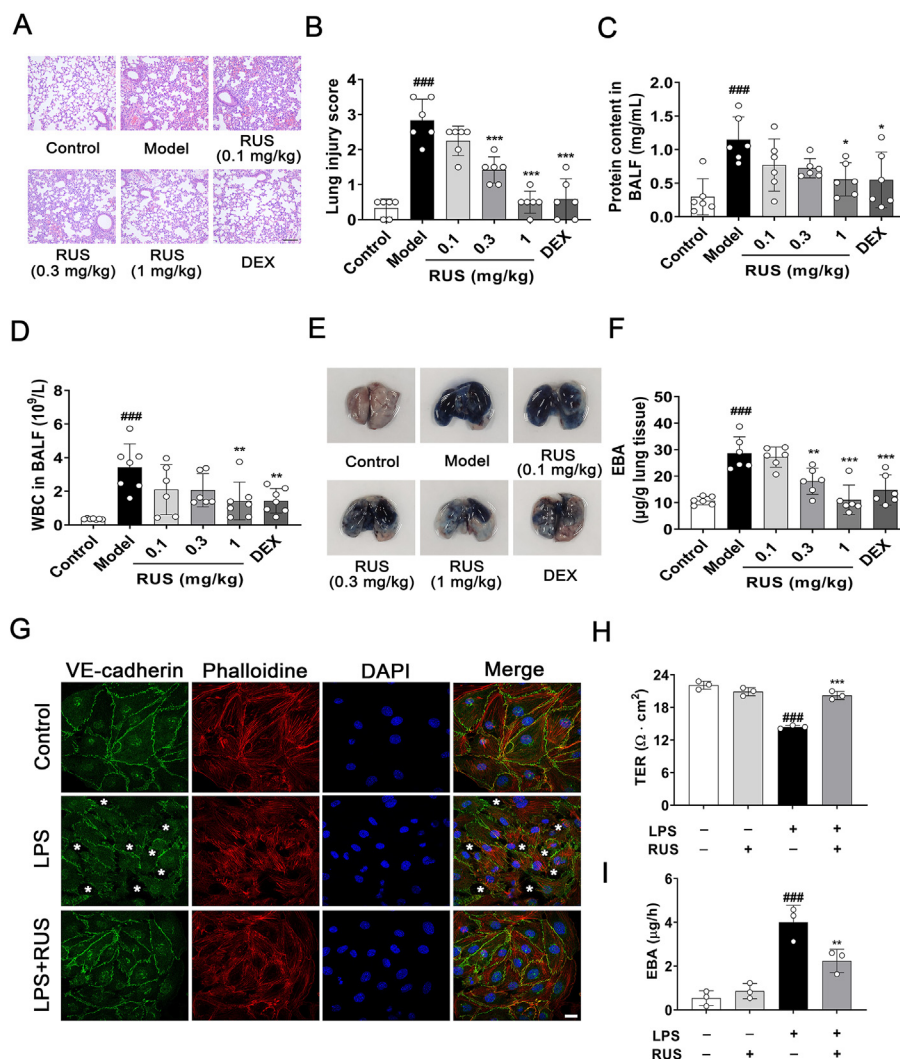 A
Control
Model
RUS
(0.1 mg/kg)
RUS
(0.3 mg/kg)
RUS
(1 mg/kg)
DEX
B
Lung injury score
4
3
2
1
0
###
***
***
***
Control
Model
0.1
0.3
1
DEX
RUS (mg/kg)
C
Protein content in
BALF (mg/mL)
2.0
1.5
1.0
0.5
0.0
###
*
*
Control
Model
0.1
0.3
1
DEX
RUS (mg/kg)
D
WBC in BALF (10⁹/L)
8
6
4
2
0
###
**
**
Control
Model
0.1
0.3
1
DEX
RUS (mg/kg)
E
Control
Model
RUS
(0.1 mg/kg)
RUS
(0.3 mg/kg)
RUS
(1 mg/kg)
DEX
F
EBA
(µg/g lung tissue)
50
40
30
20
10
0
###
**
***
***
Control
Model
0.1
0.3
1
DEX
RUS (mg/kg)
G
VE-cadherin Phalloidine DAPI Merge
Control
LPS
* * * * * * * * * * * * * *
LPS+RUS
H
TER (Ω · cm²)
24
18
12
6
0
###
***
LPS – – + +
RUS – + – +
I
EBA (µg/h)
6
4
2
0
###
**
LPS – – + +
RUS – + – +